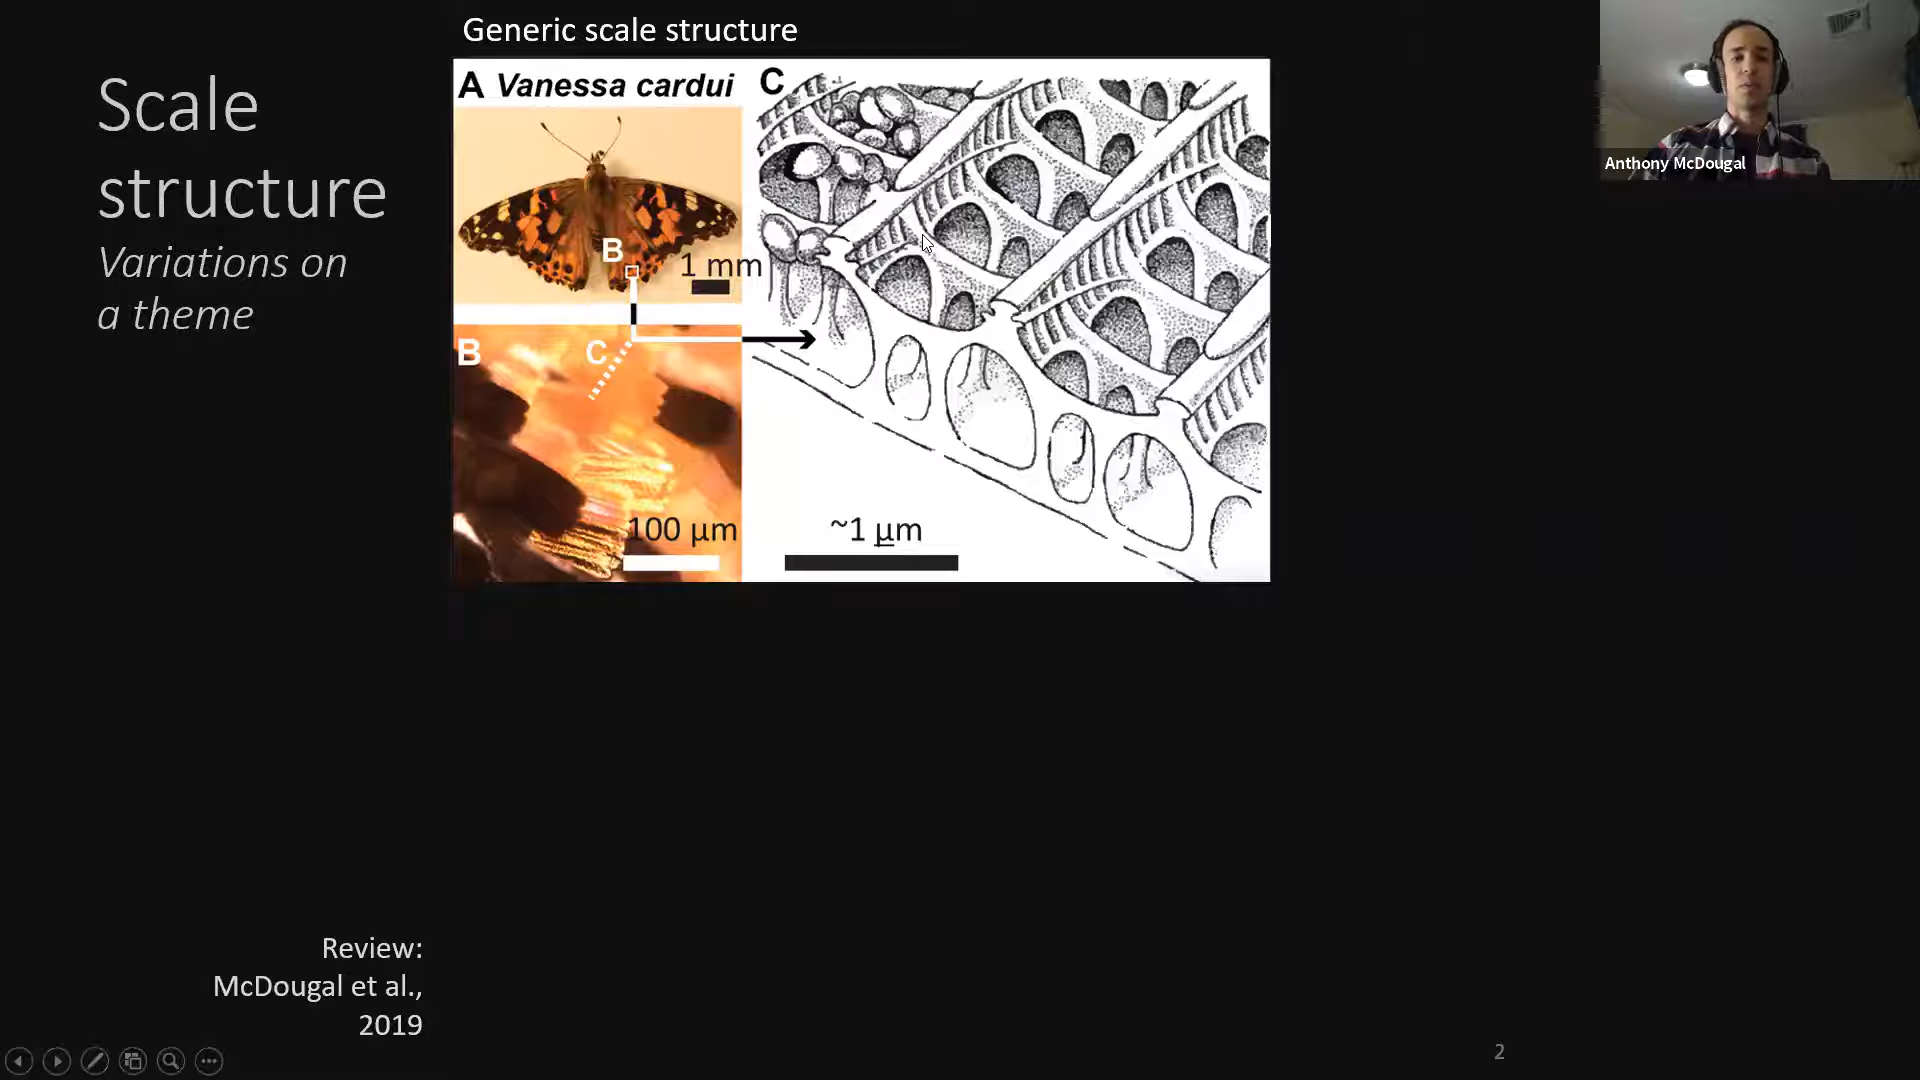 Generic scale structure
Scale
structure
Variations on
a theme
A Vanessa cardui
B
1 mm
B
C
100 µm
C
~1 µm
Anthony McDougal
Review:
McDougal et al.,
2019
2